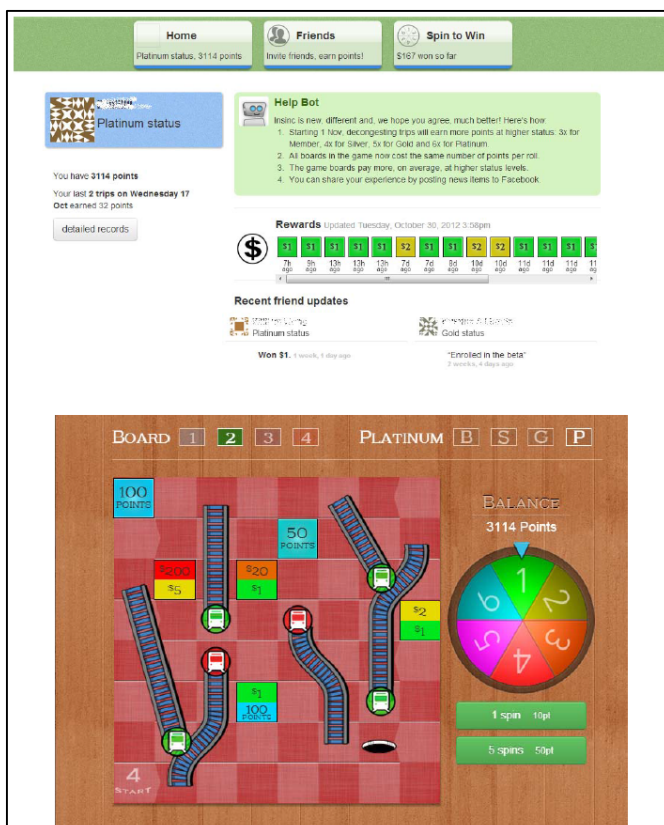 Home
Platinum status, 3114 points
Friends
Invite friends, earn points!
Spin to Win
$167 won so far
Platinum status
You have 3114 points
Your last 2 trips on Wednesday 17
Oct earned 32 points
detailed records
Help Bot
Insinc is new, different and, we hope you agree, much better! Here's how:
1. Starting 1 Nov, decongesting trips will earn more points at higher status: 3x for
Member, 4x for Silver, 5x for Gold and 6x for Platinum.
2. All boards in the game now cost the same number of points per roll.
3. The game boards pay more, on average, at higher status levels.
4. You can share your experience by posting news items to Facebook.
Rewards Updated Tuesday, October 30, 2012 3:58pm
$
$1 $1 $1 $1 $1 $2 $1 $1 $2 $2 $1 $1 $1 $1
7h ago 9h ago 13h ago 13h ago 13h ago 7d ago 7d ago 8d ago 10d ago 10d ago 11d ago 11d ago 11d ago 11
Recent friend updates
Platinum status
Gold status
Won $1. 1 week, 1 day ago
"Enrolled in the beta"
2 weeks, 4 days ago
BOARD 1 2 3 4
PLATINUM B S G P
100
POINTS
50
POINTS
$200
$5
$20
$1
$2
$1
$1
100
POINTS
4
START
BALANCE
3114 Points
1
2
3
4
5
6
1 spin 10pt
5 spins 50pt